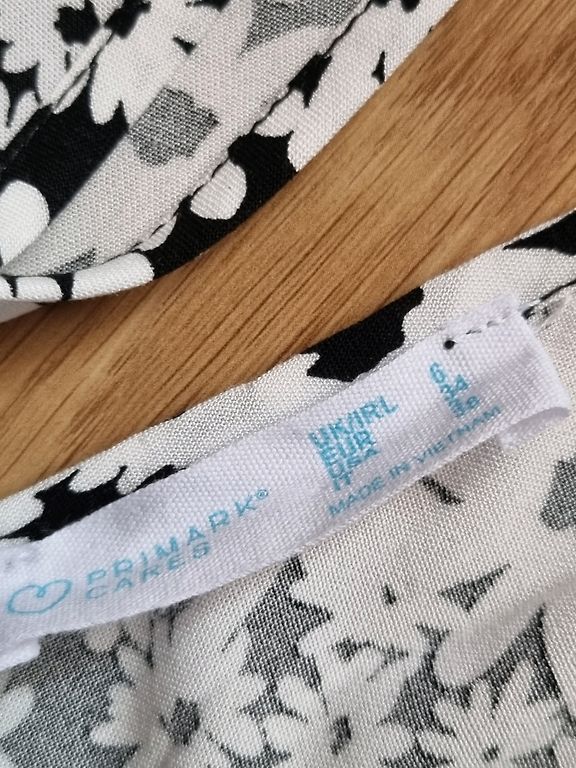 PRIMARK®
CARES
UK/IRL 6
EUR 34
USA
IT 38
MADE IN VIETNAM